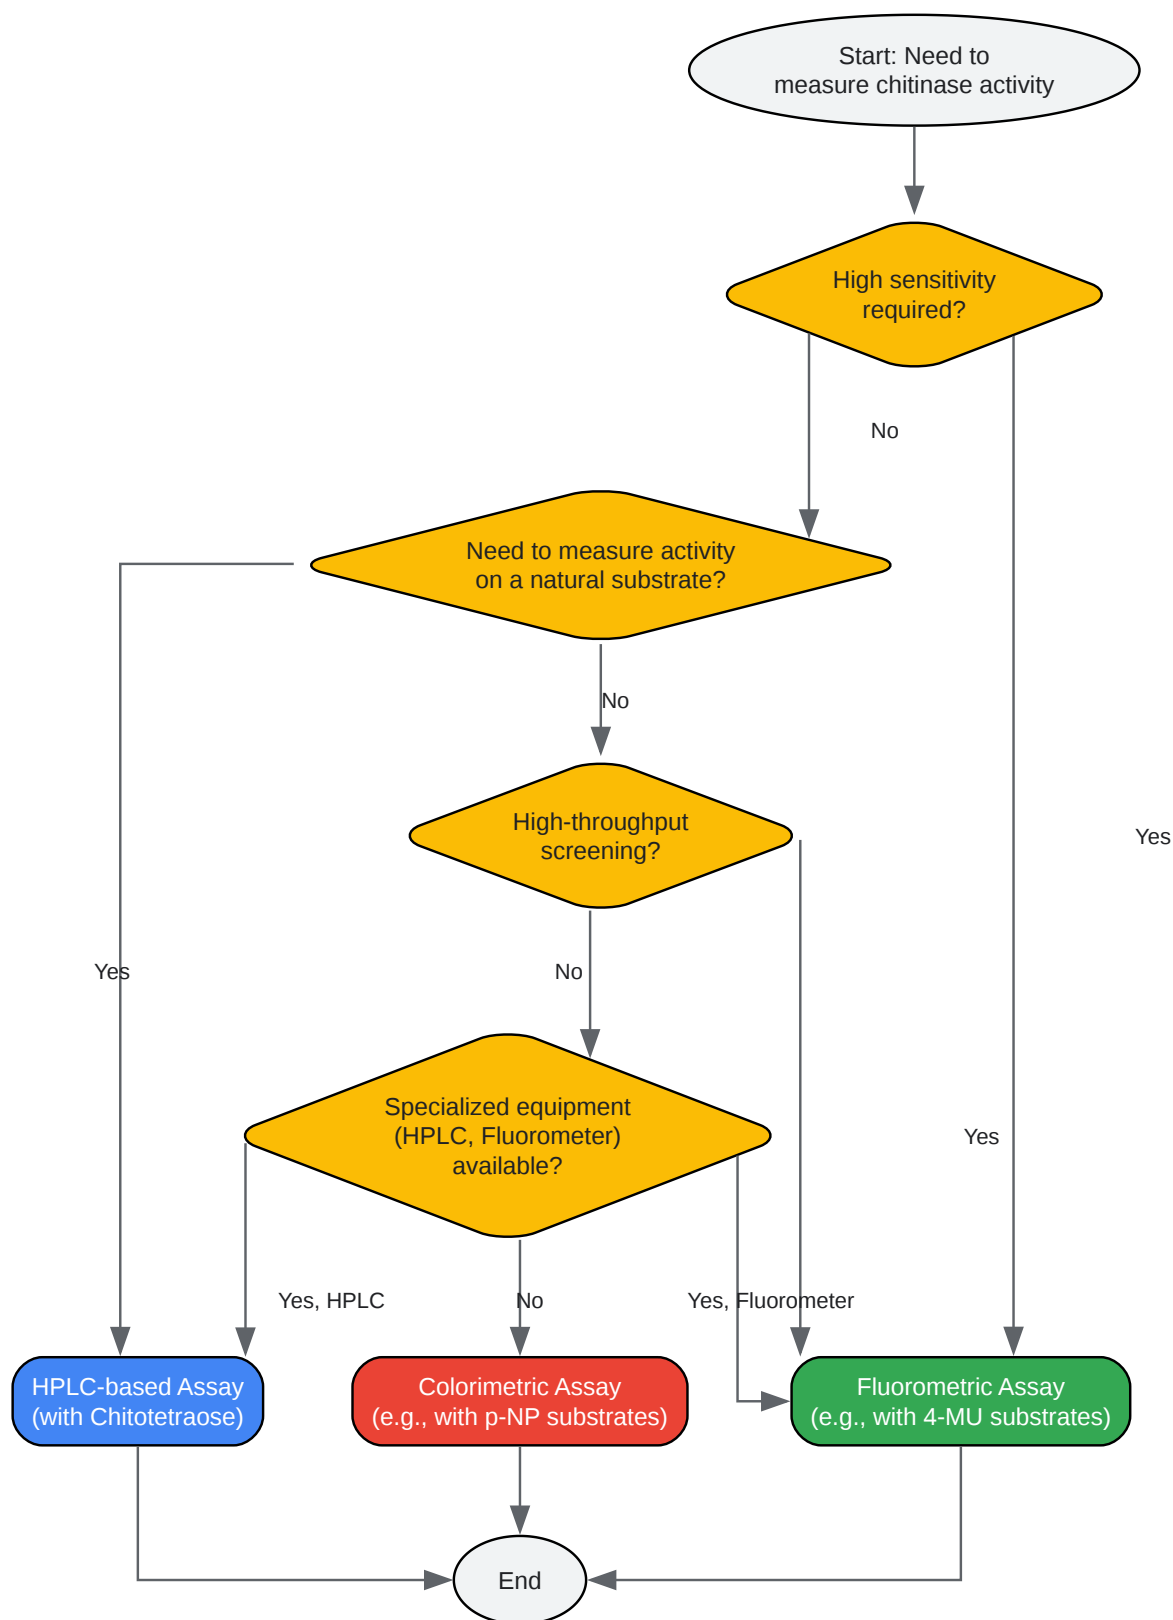 Start: Need to
measure chitinase activity
High sensitivity
required?
No
Need to measure activity
on a natural substrate?
No
High-throughput
screening?
Yes
Yes
No
Specialized equipment
(HPLC, Fluorometer)
available?
Yes
Yes, HPLC
No
Yes, Fluorometer
HPLC-based Assay
(with Chitotetraose)
Colorimetric Assay
(e.g., with p-NP substrates)
Fluorometric Assay
(e.g., with 4-MU substrates)
End